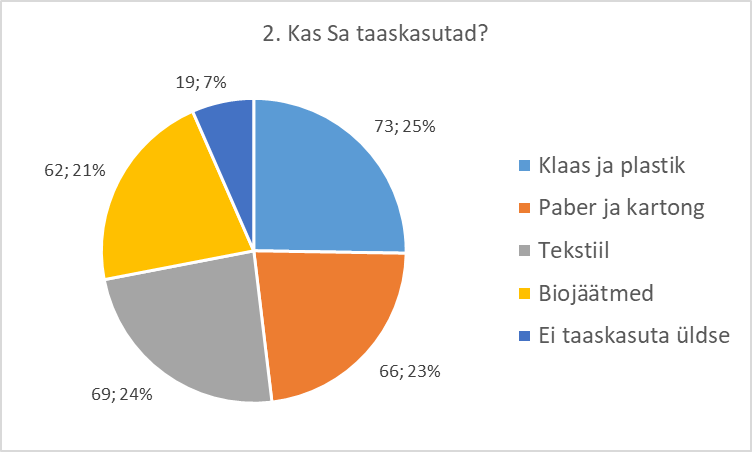 2. Kas Sa taaskasutad?
19; 7%
73; 25%
62; 21%
66; 23%
69; 24%
Klaas ja plastik
Paber ja kartong
Tekstiil
Biojäätmed
Ei taaskasuta üldse